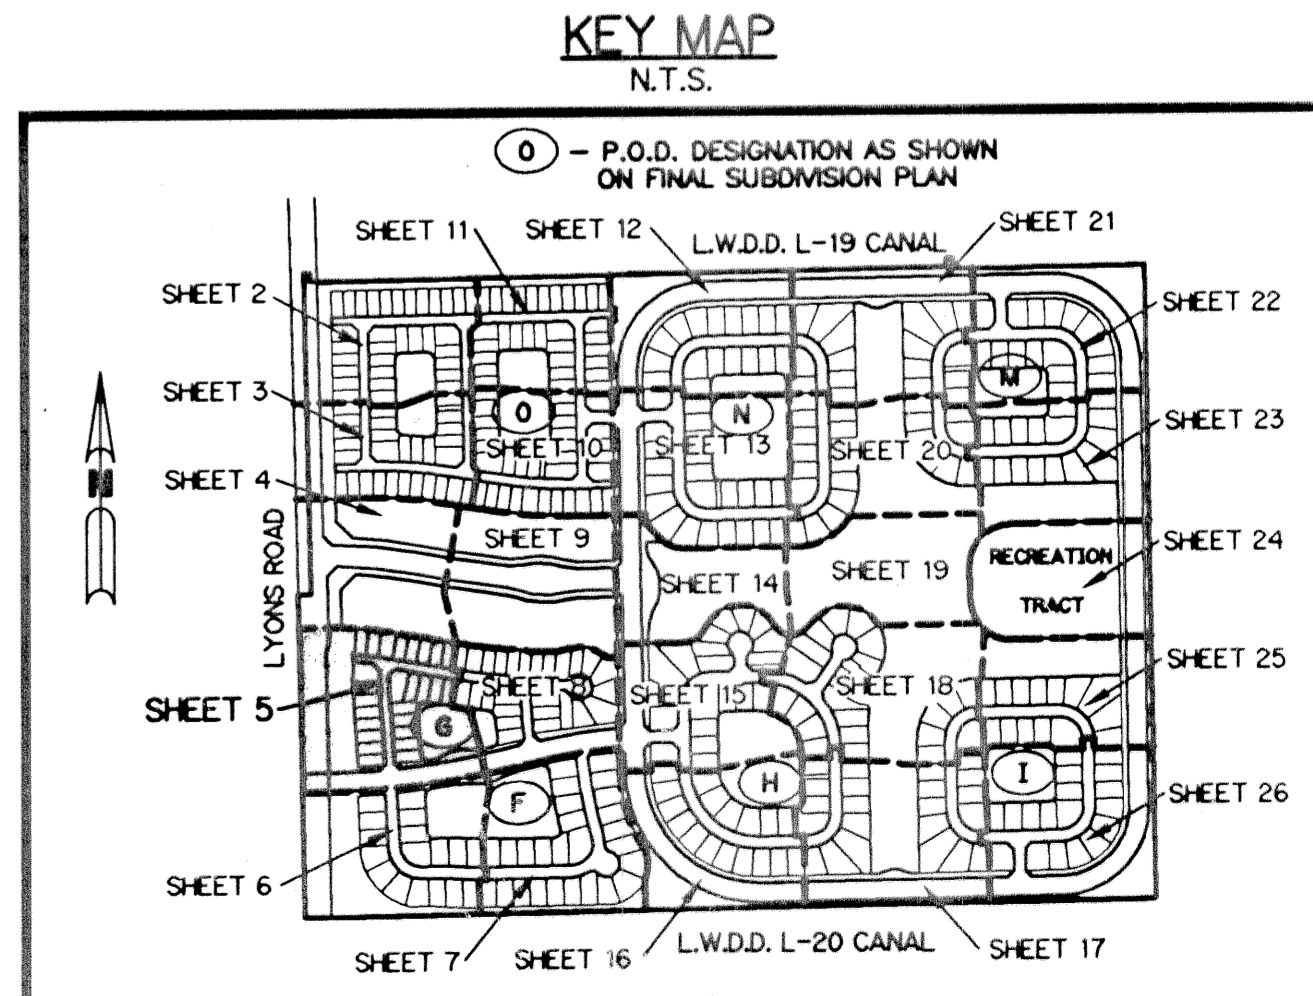 KEY MAP
N.T.S.
O - P.O.D. DESIGNATION AS SHOWN
ON FINAL SUBDIVISION PLAN
SHEET 11
SHEET 12
L.W.D.D. L-19 CANAL
SHEET 21
SHEET 2
SHEET 22
SHEET 3
M
O
N
SHEET 23
SHEET 10
SHEET 13
SHEET 20
SHEET 4
N
LYONS ROAD
SHEET 9
SHEET 14
SHEET 19
RECREATION
TRACT
SHEET 24
SHEET 5
SHEET 8
SHEET 15
SHEET 18
SHEET 25
G
F
H
I
SHEET 26
SHEET 6
SHEET 7
SHEET 16
L.W.D.D. L-20 CANAL
SHEET 17